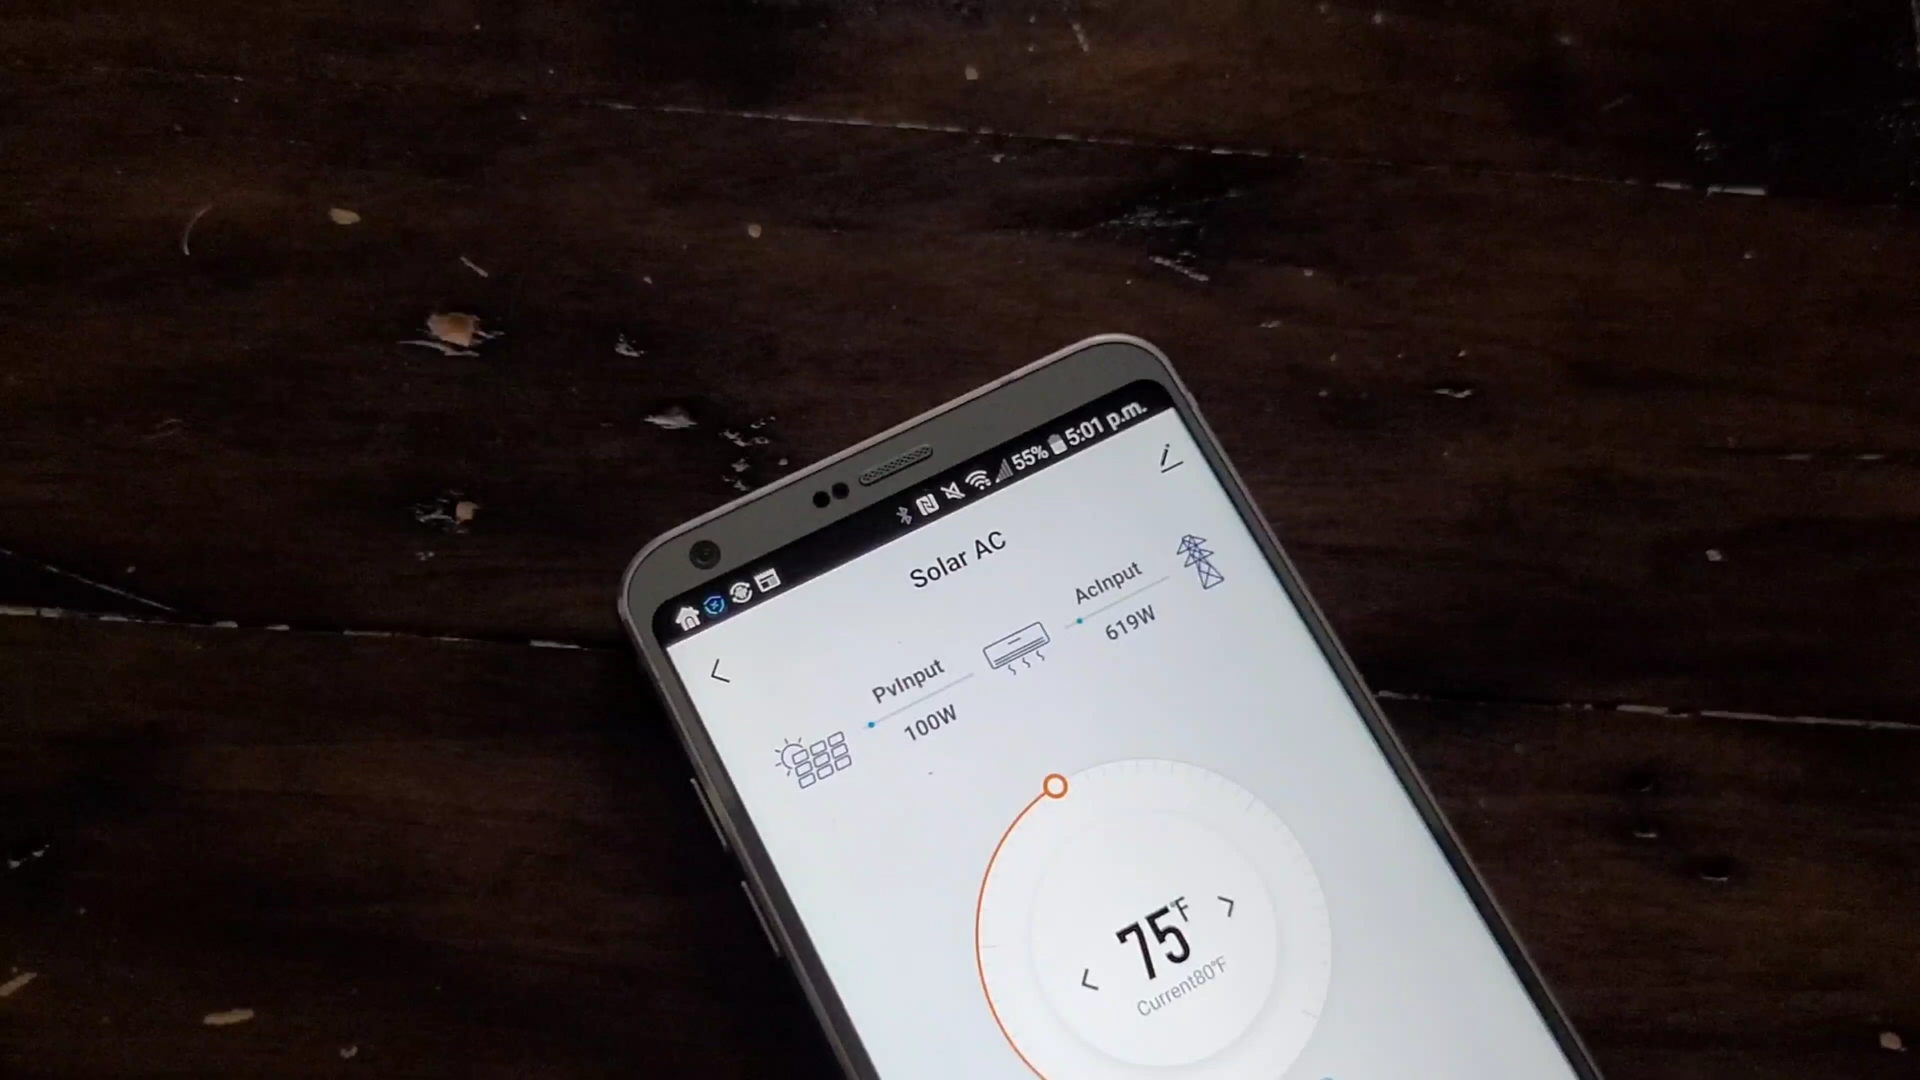 55% 5:01 p.m.
Solar AC
AcInput
619W
PvInput
100W
75°F
Current80°F